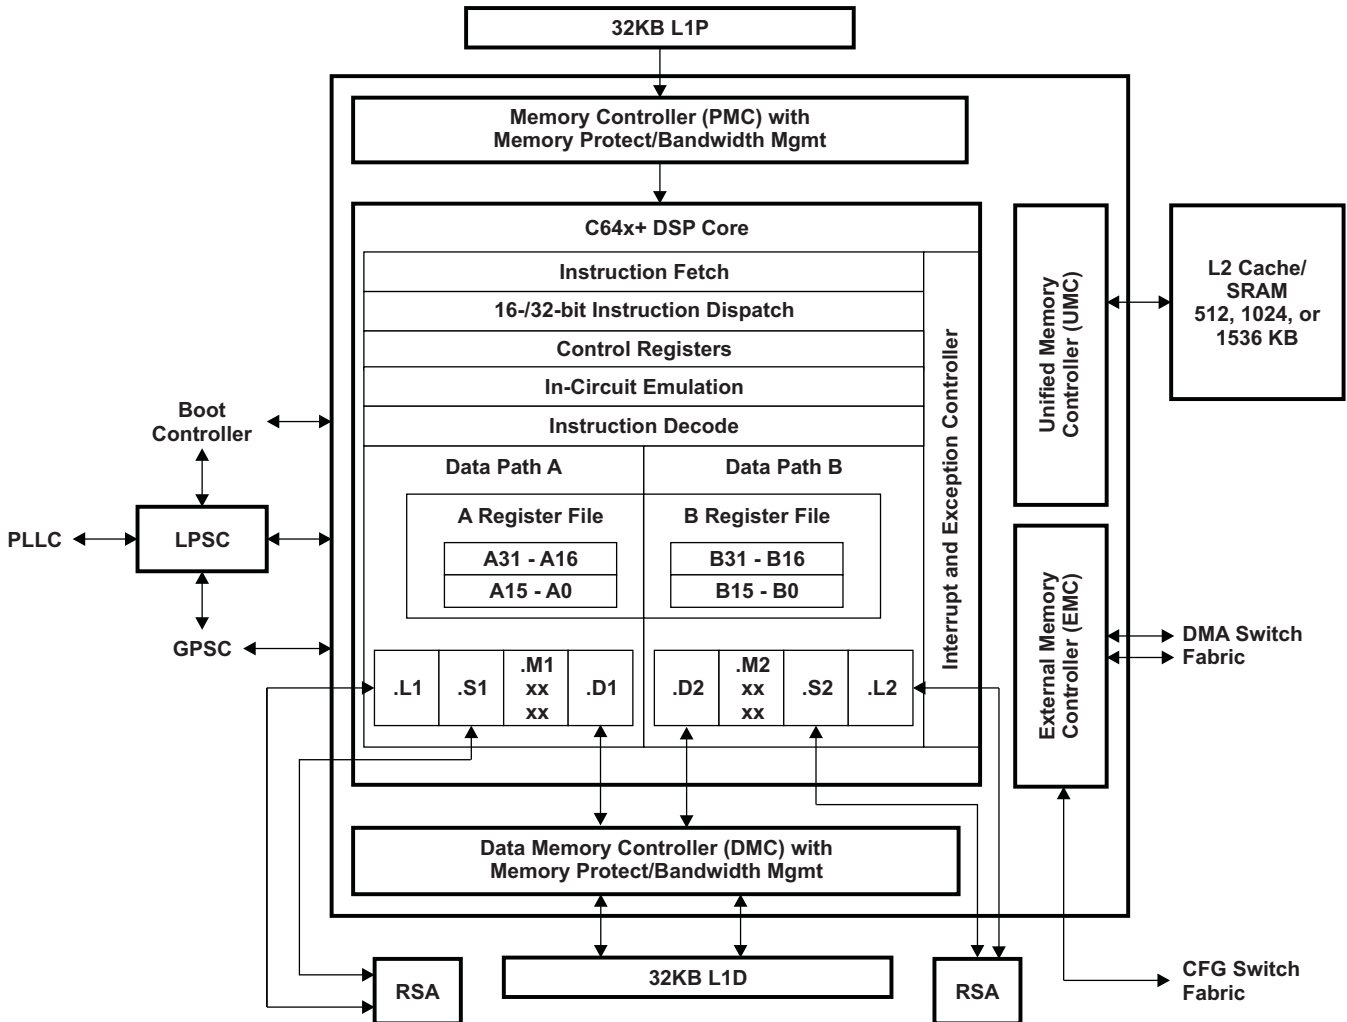 32KB L1P
Memory Controller (PMC) with
Memory Protect/Bandwidth Mgmt
C64x+ DSP Core
Instruction Fetch
16-/32-bit Instruction Dispatch
Control Registers
In-Circuit Emulation
Instruction Decode
Data Path A
Data Path B
A Register File
B Register File
A31 - A16
A15 - A0
B31 - B16
B15 - B0
.L1
.S1
.M1
xx
xx
.D1
.D2
.M2
xx
xx
.S2
.L2
Interrupt and Exception Controller
Unified Memory
Controller (UMC)
L2 Cache/
SRAM
512, 1024, or
1536 KB
External Memory
Controller (EMC)
DMA Switch
Fabric
CFG Switch
Fabric
Boot
Controller
PLLC
LPSC
GPSC
Data Memory Controller (DMC) with
Memory Protect/Bandwidth Mgmt
RSA
32KB L1D
RSA